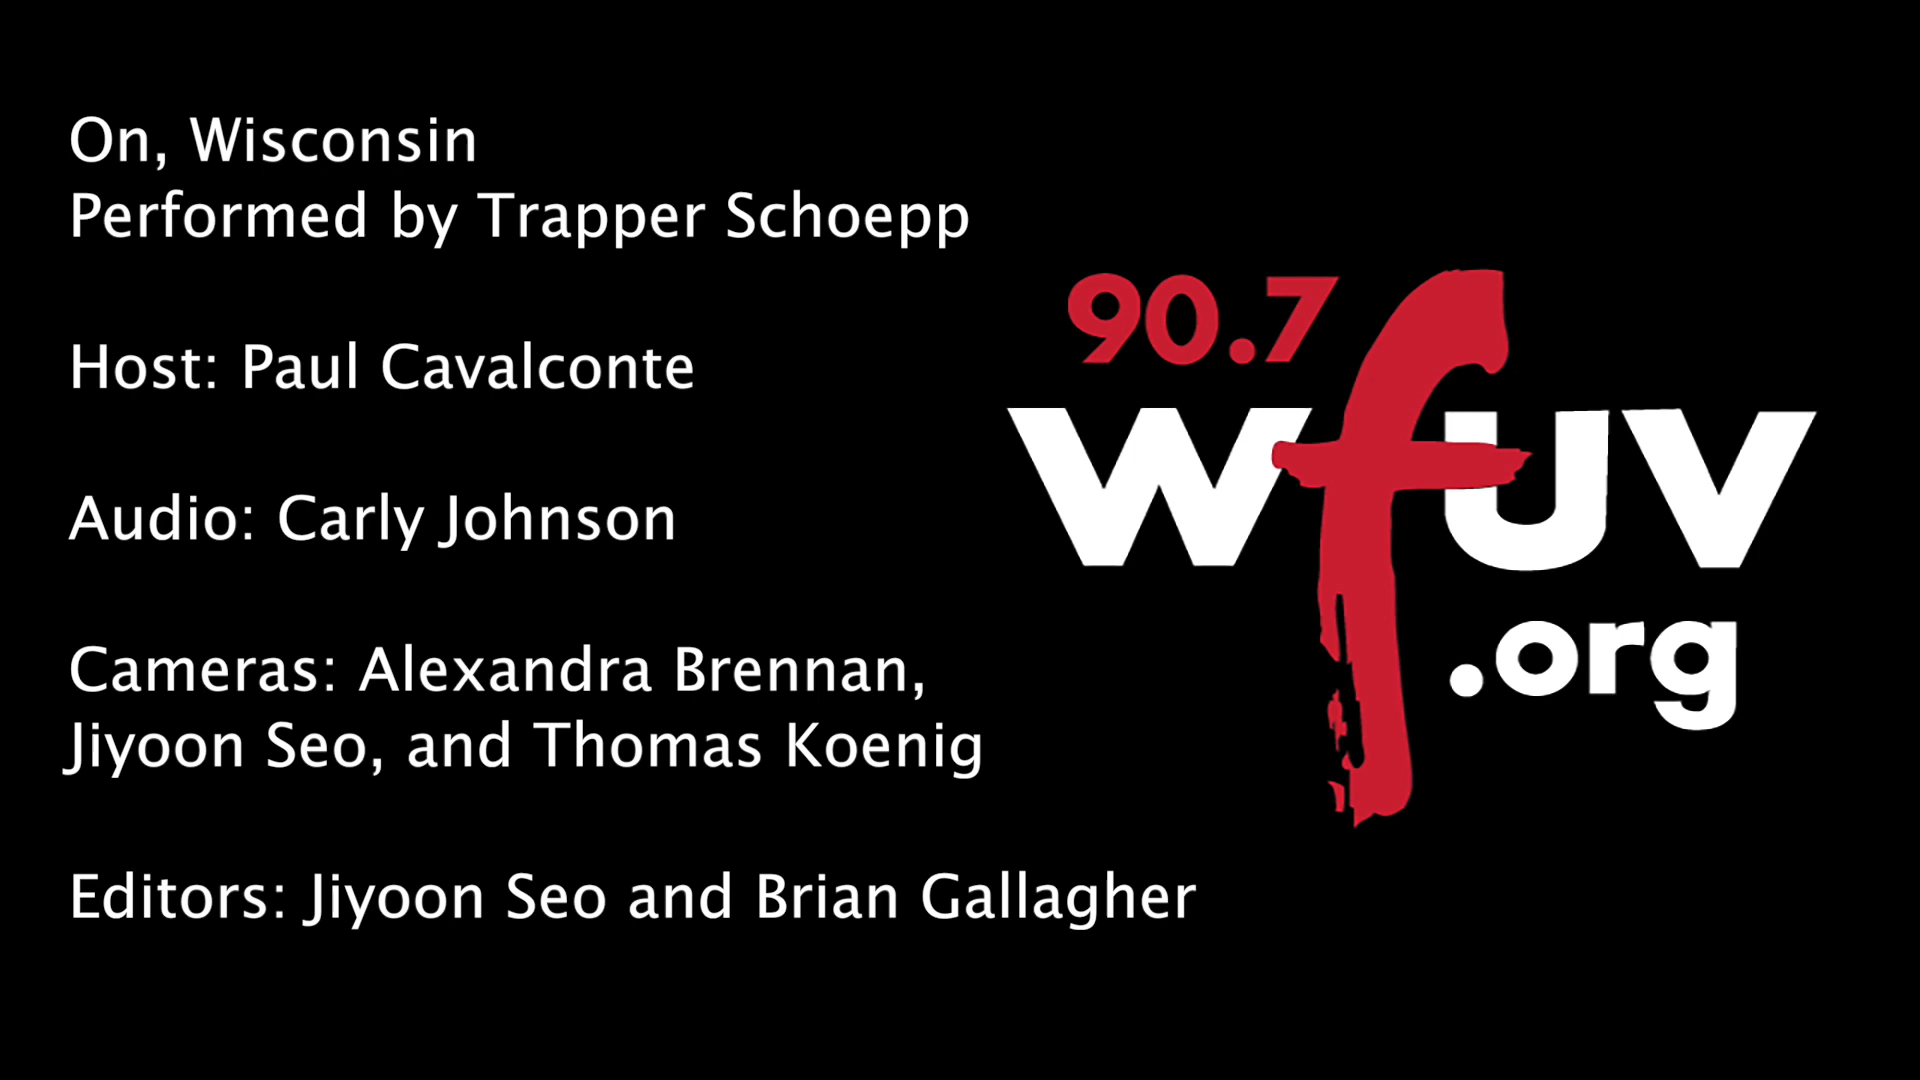 On, Wisconsin
Performed by Trapper Schoepp
Host: Paul Cavalconte
Audio: Carly Johnson
Cameras: Alexandra Brennan,
Jiyoon Seo, and Thomas Koenig
Editors: Jiyoon Seo and Brian Gallagher
90.7
wfuv
.org